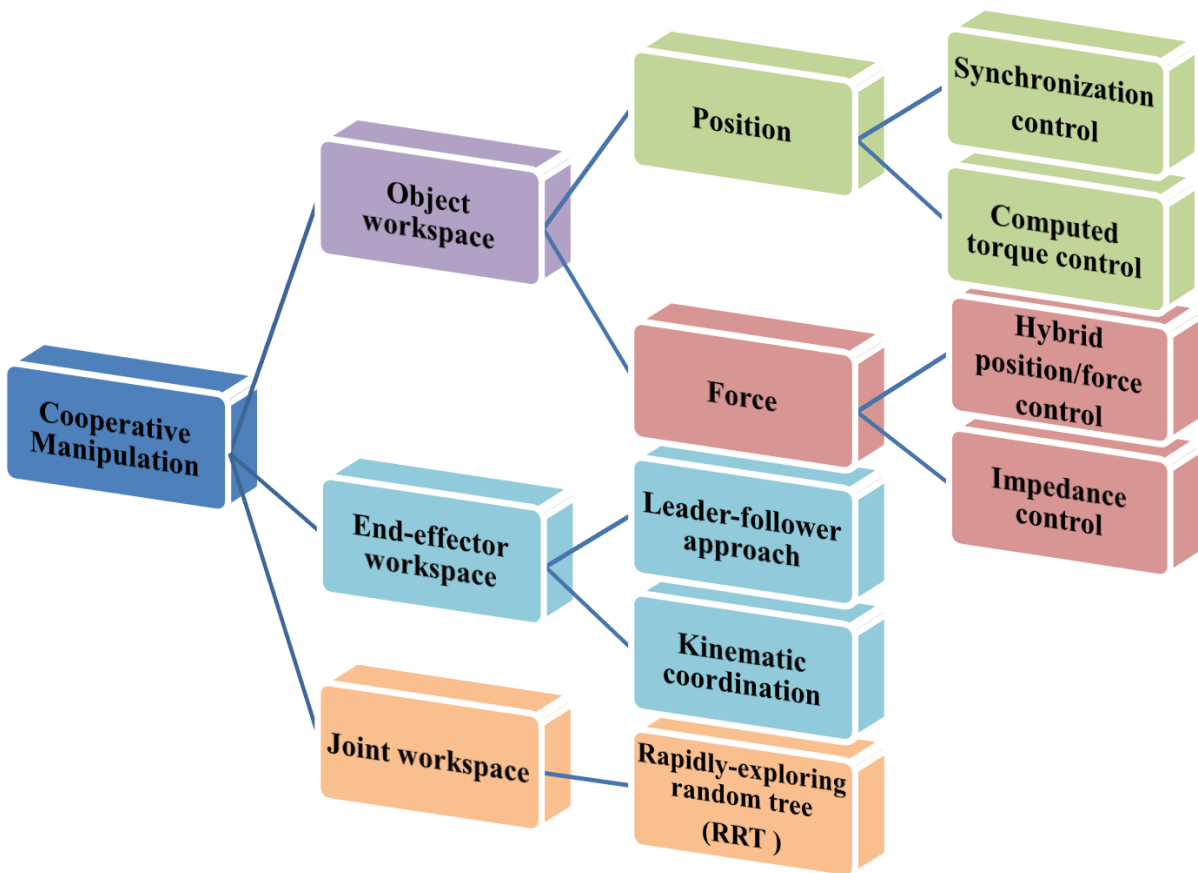 Cooperative
Manipulation
Object
workspace
Position
Synchronization
control
Computed
torque control
Force
Hybrid
position/force
control
Impedance
control
End-effector
workspace
Leader-follower
approach
Kinematic
coordination
Joint workspace
Rapidly-exploring
random tree
(RRT )